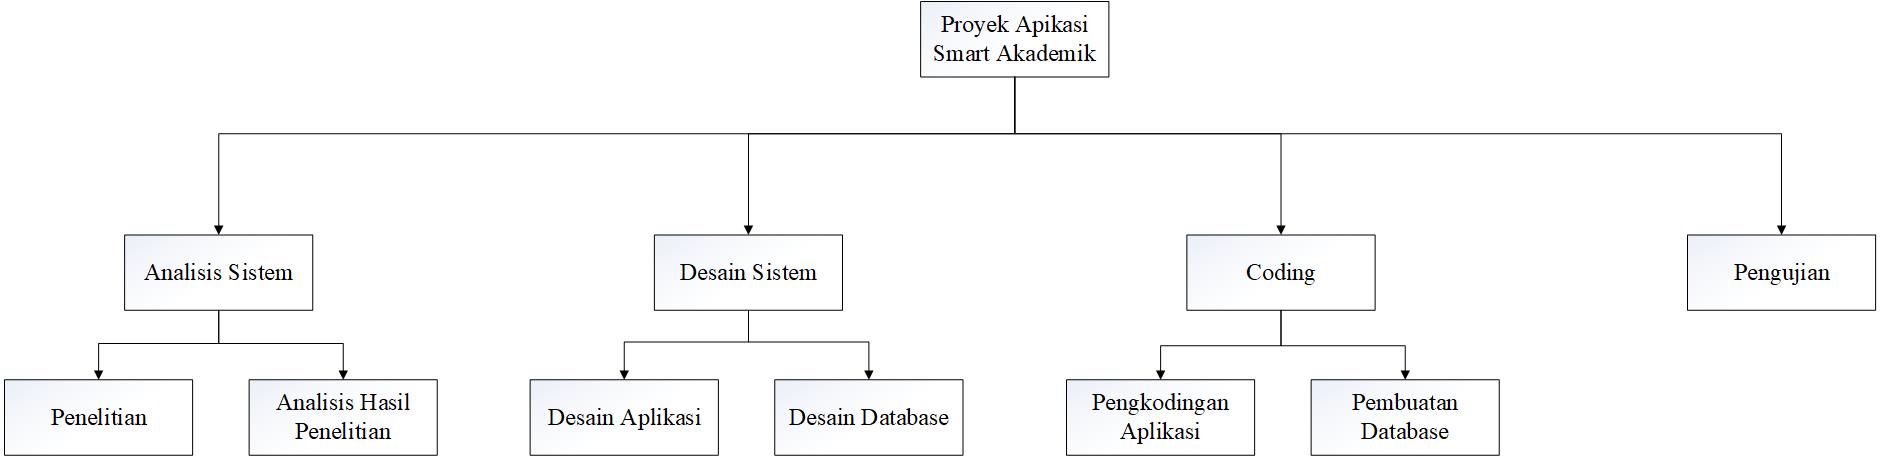 Proyek Apikasi
Smart Akademik
Analisis Sistem
Desain Sistem
Coding
Pengujian
Penelitian
Analisis Hasil
Penelitian
Desain Aplikasi
Desain Database
Pengkodingan
Aplikasi
Pembuatan
Database